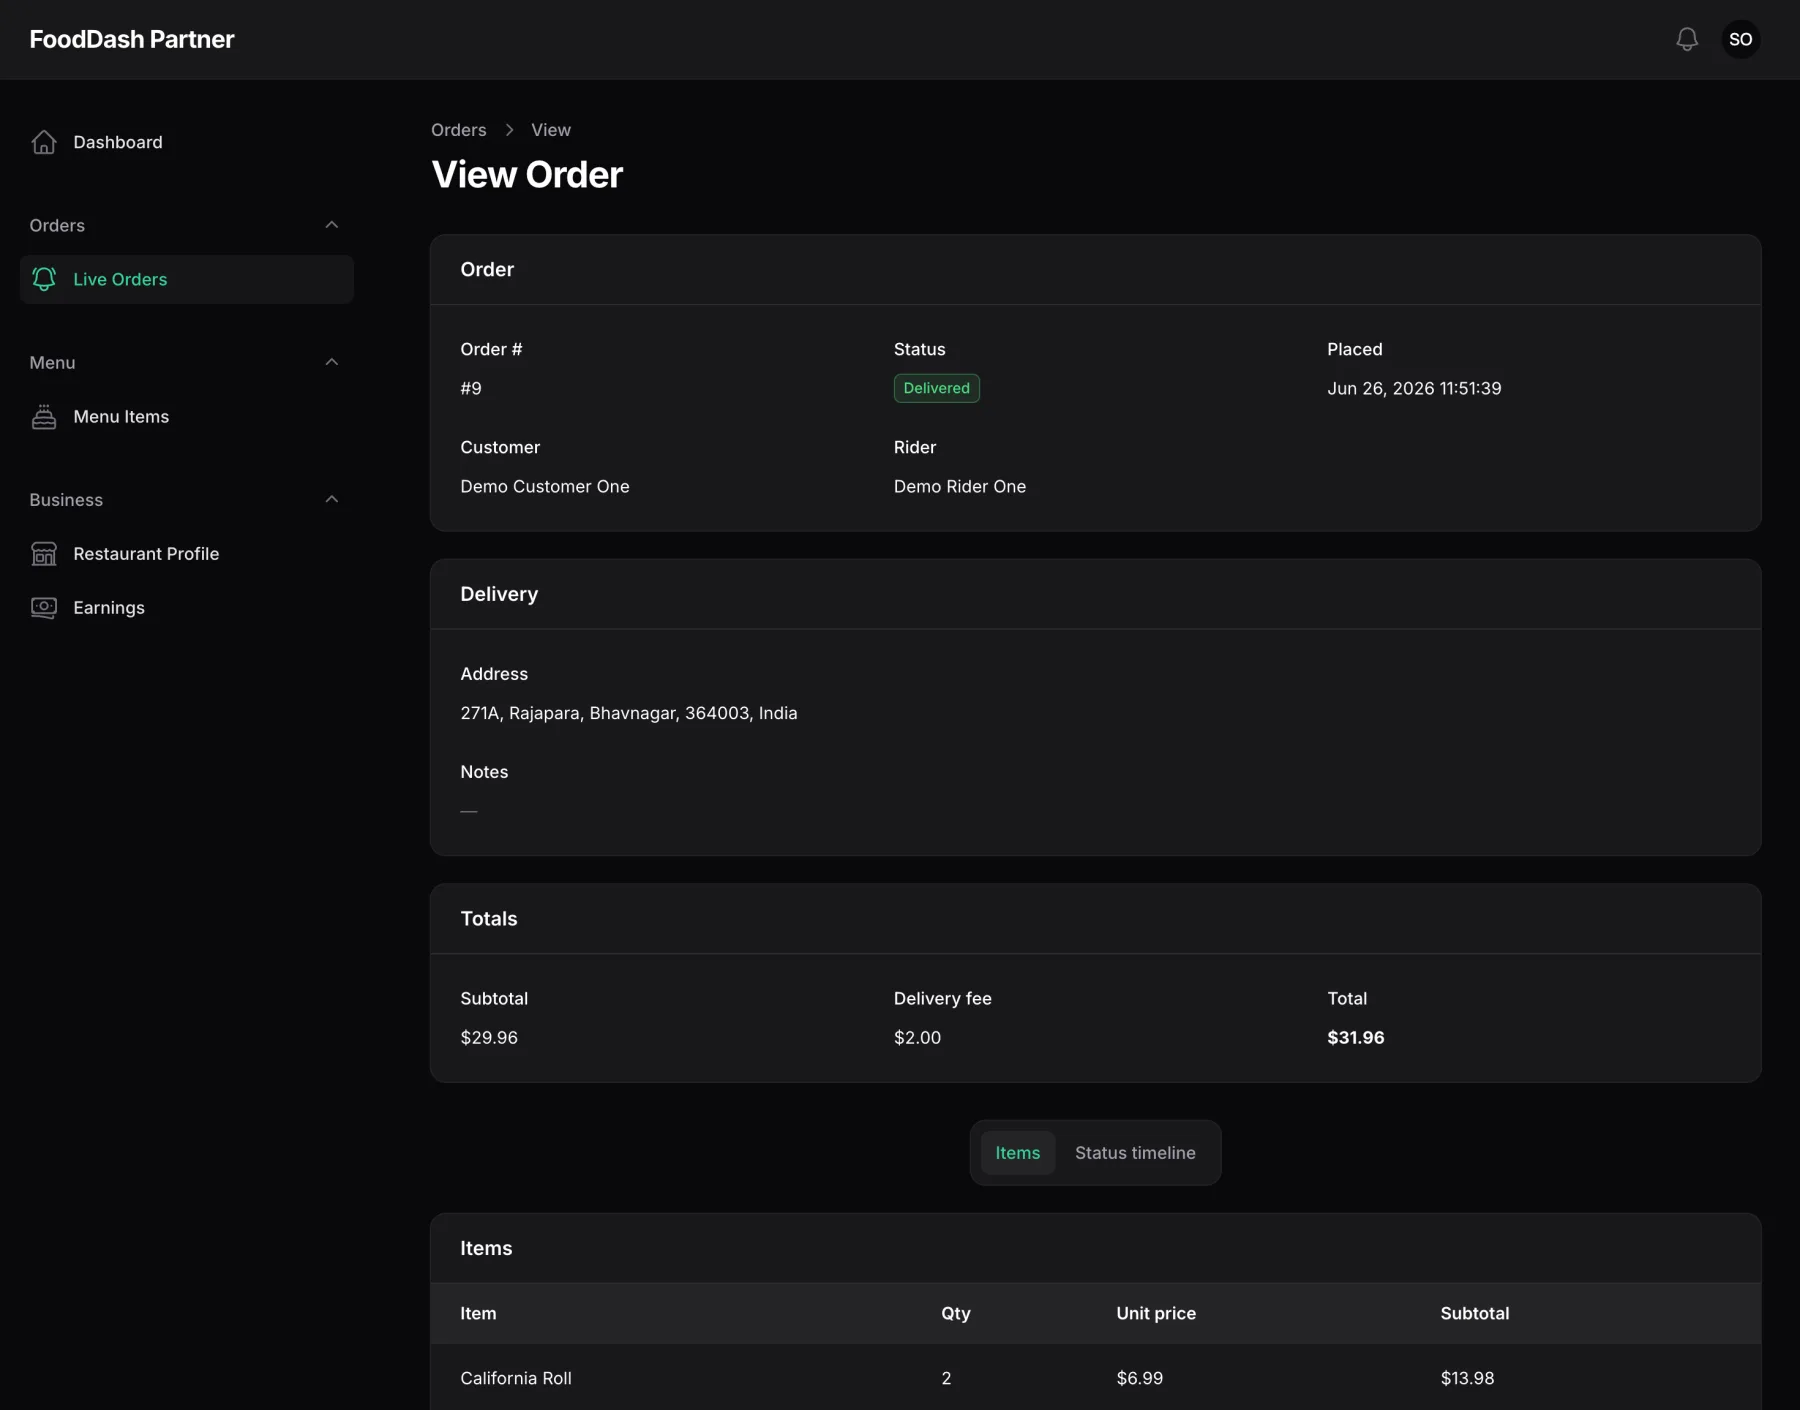 FoodDash Partner
SO
Dashboard
Orders
Live Orders
Menu
Menu Items
Business
Restaurant Profile
Earnings
Orders > View
View Order
Order
Order # Status Placed
#9 Delivered Jun 26, 2026 11:51:39
Customer Rider
Demo Customer One Demo Rider One
Delivery
Address
271A, Rajapara, Bhavnagar, 364003, India
Notes
—
Totals
Subtotal Delivery fee Total
$29.96 $2.00 $31.96
Items Status timeline
Items
Item Qty Unit price Subtotal
California Roll 2 $6.99 $13.98